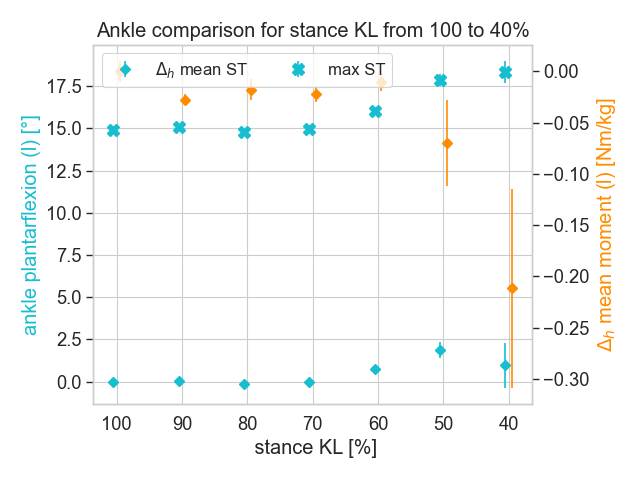 Ankle comparison for stance KL from 100 to 40%
Δh mean ST max ST
17.5
15.0
12.5
10.0
7.5
5.0
2.5
0.0
ankle plantarflexion (l) [°]
0.00
−0.05
−0.10
−0.15
−0.20
−0.25
−0.30
Δh mean moment (l) [Nm/kg]
100 90 80 70 60 50 40
stance KL [%]